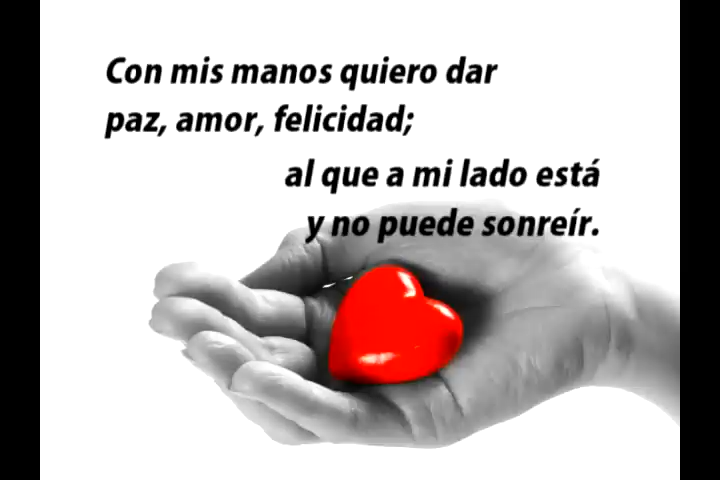 Con mis manos quiero dar
paz, amor, felicidad;
al que a mi lado está
y no puede sonreír.